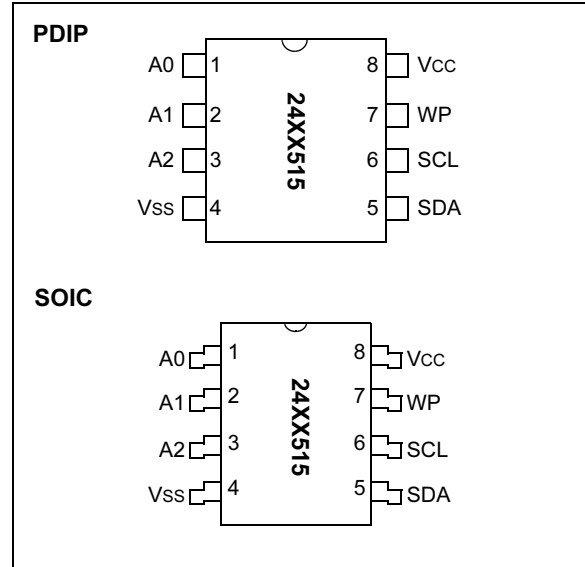 PDIP
A0 1 8 VCC
A1 2 7 WP
A2 3 6 SCL
VSS 4 5 SDA
24XX515
SOIC
A0 1 8 VCC
A1 2 7 WP
A2 3 6 SCL
VSS 4 5 SDA
24XX515